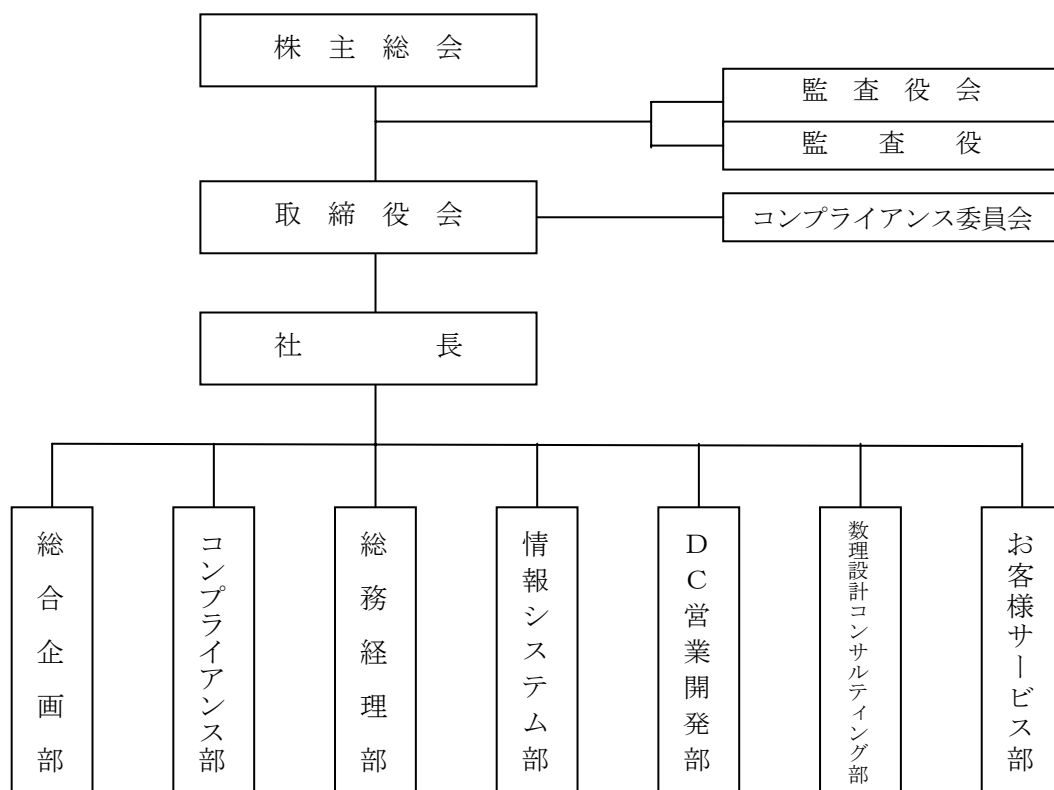 株主総会
監査役会
監査役
取締役会
コンプライアンス委員会
社長
総合企画部
コンプライアンス部
総務経理部
情報システム部
DC営業開発部
数理設計コンサルティング部
お客様サービス部